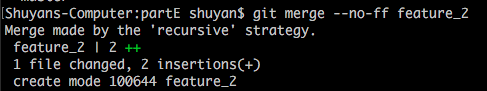 [Shuyans-Computer:partE shuyan$ git merge --no-ff feature_2
Merge made by the 'recursive' strategy.
 feature_2 | 2 ++
 1 file changed, 2 insertions(+)
 create mode 100644 feature_2